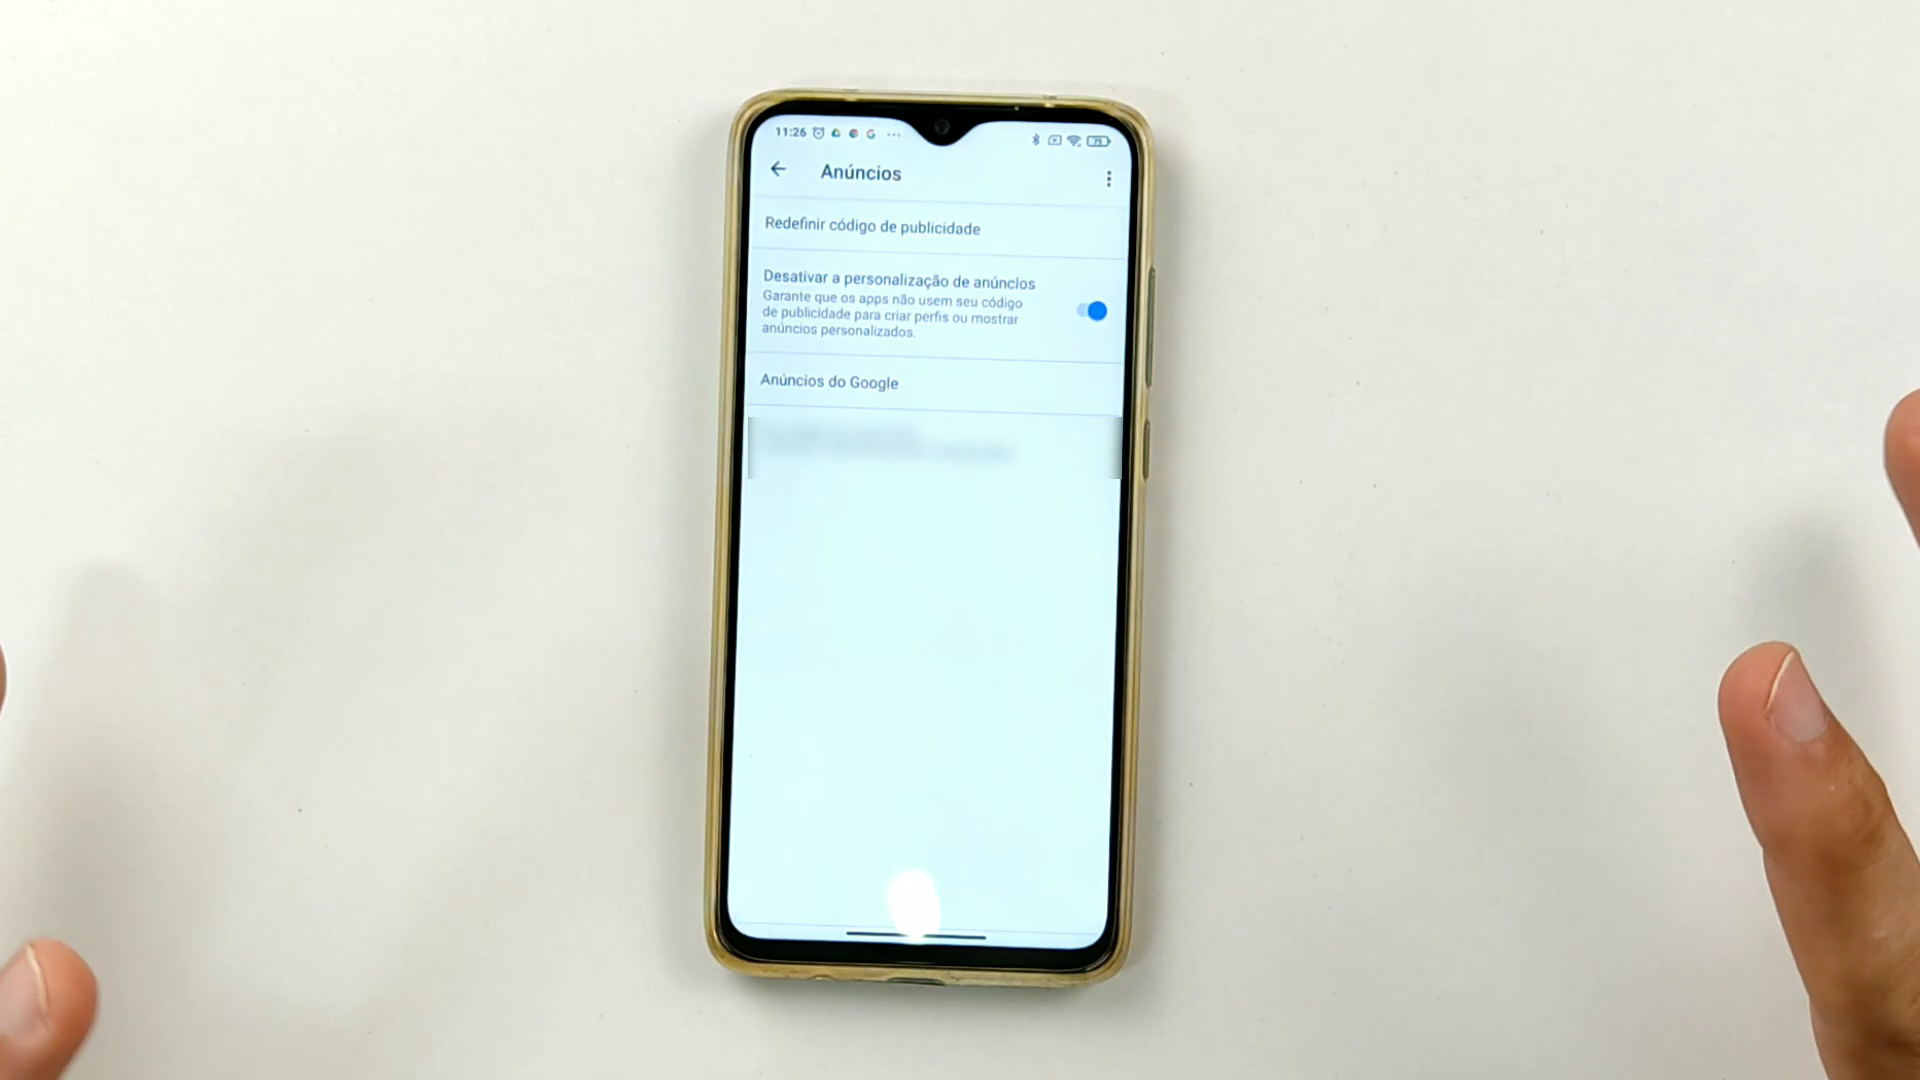 11:26
75
Anúncios
Redefinir código de publicidade
Desativar a personalização de anúncios
Garante que os apps não usem seu código
de publicidade para criar perfis ou mostrar
anúncios personalizados.
Anúncios do Google